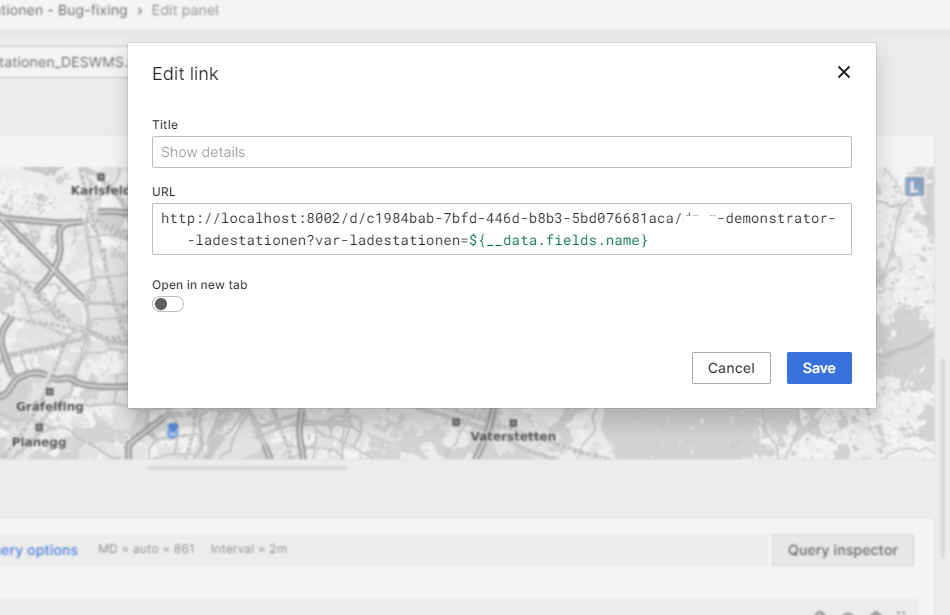 tionen - Bug-fixing › Edit panel
tationen_DESWMS.
Edit link
Title
Show details
URL
http://localhost:8002/d/c1984bab-7bfd-446d-b8b3-5bd076681aca/ -demonstrator-
-ladestationen?var-ladestationen=${__data.fields.name}
Open in new tab
Cancel
Save
Karlsfeld
L
Gräfelfing
Planegg
Vaterstetten
ery options
MD = auto = 861
Interval = 2m
Query inspector